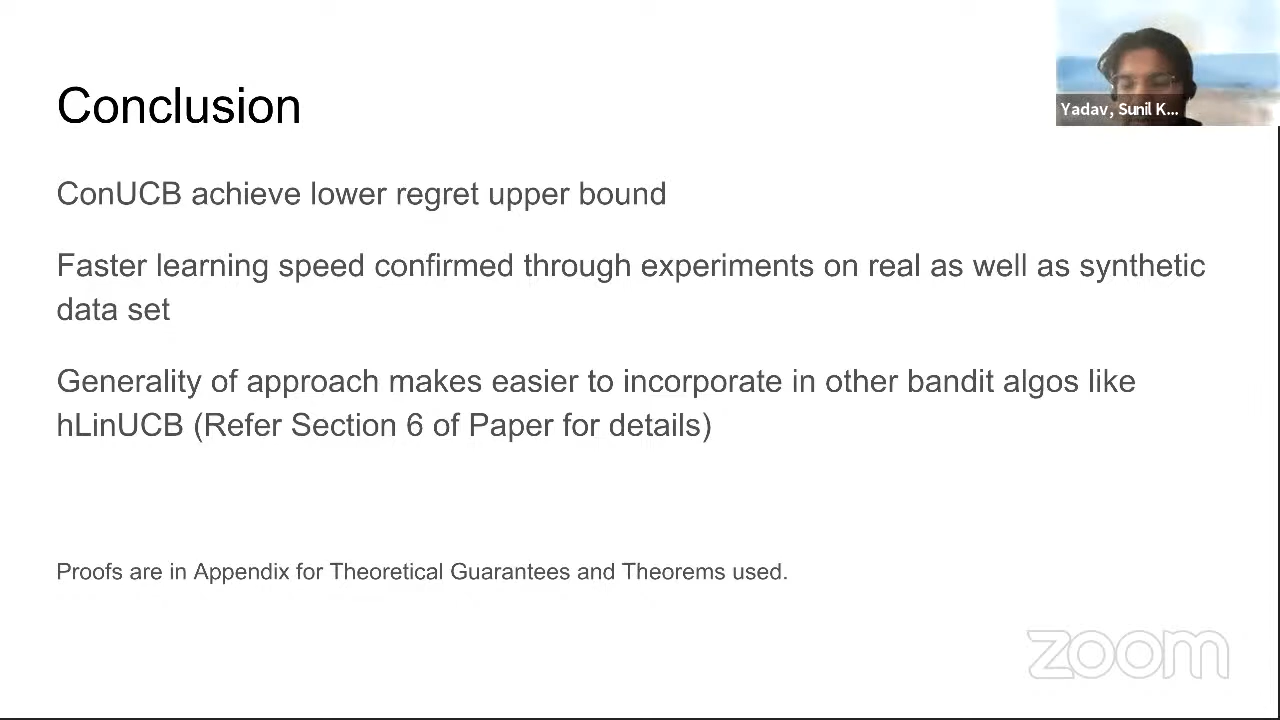 Conclusion
Yadav, Sunil K...
ConUCB achieve lower regret upper bound
Faster learning speed confirmed through experiments on real as well as synthetic
data set
Generality of approach makes easier to incorporate in other bandit algos like
hLinUCB (Refer Section 6 of Paper for details)
Proofs are in Appendix for Theoretical Guarantees and Theorems used.
zoom